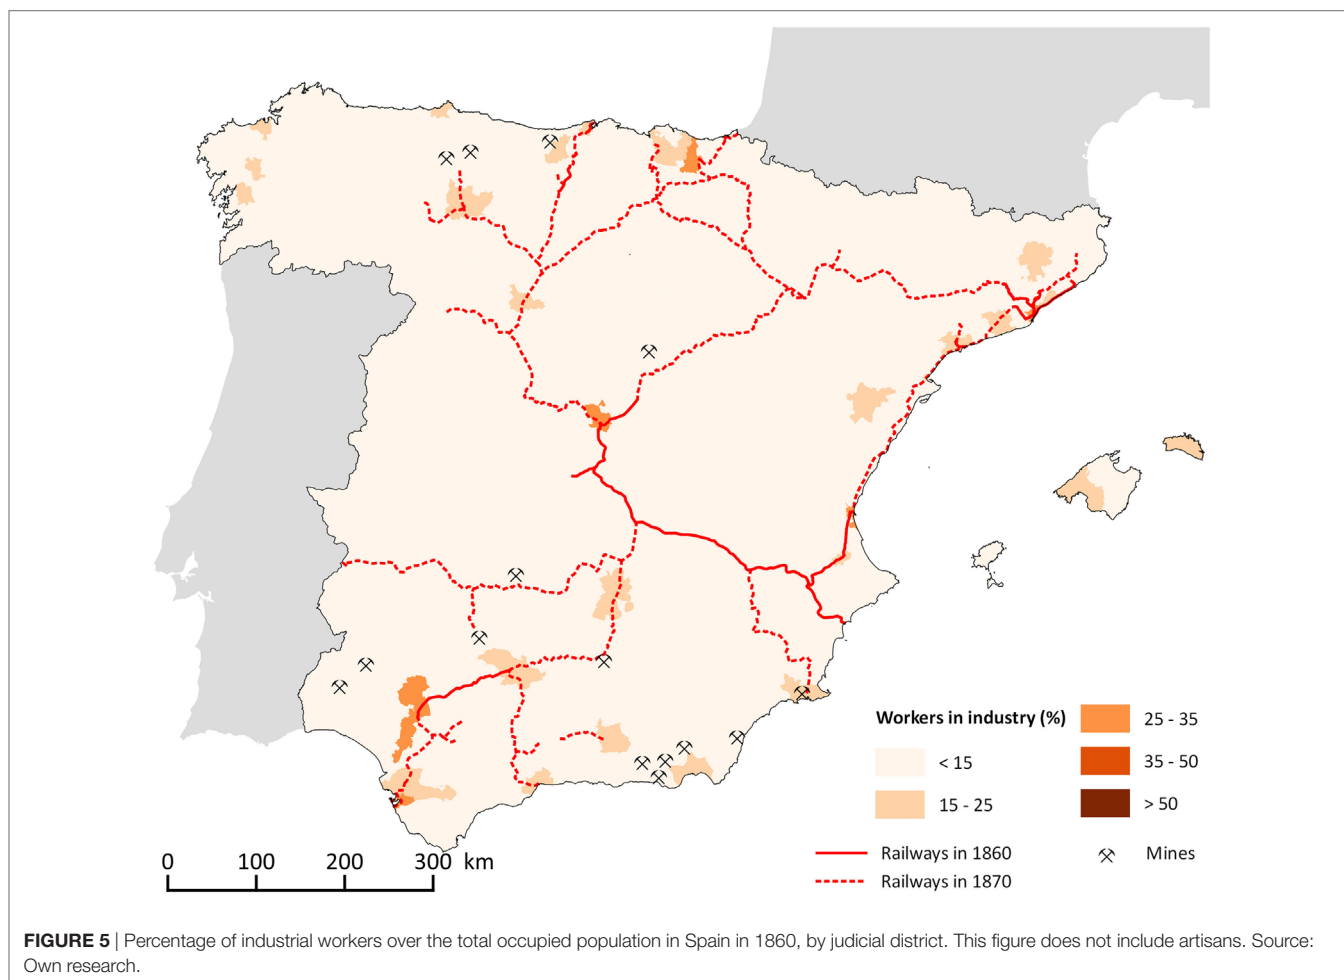 Workers in industry (%)
< 15
15 - 25
25 - 35
35 - 50
> 50
Railways in 1860
Railways in 1870
Mines
0 100 200 300 km
FIGURE 5 | Percentage of industrial workers over the total occupied population in Spain in 1860, by judicial district. This figure does not include artisans. Source:
Own research.